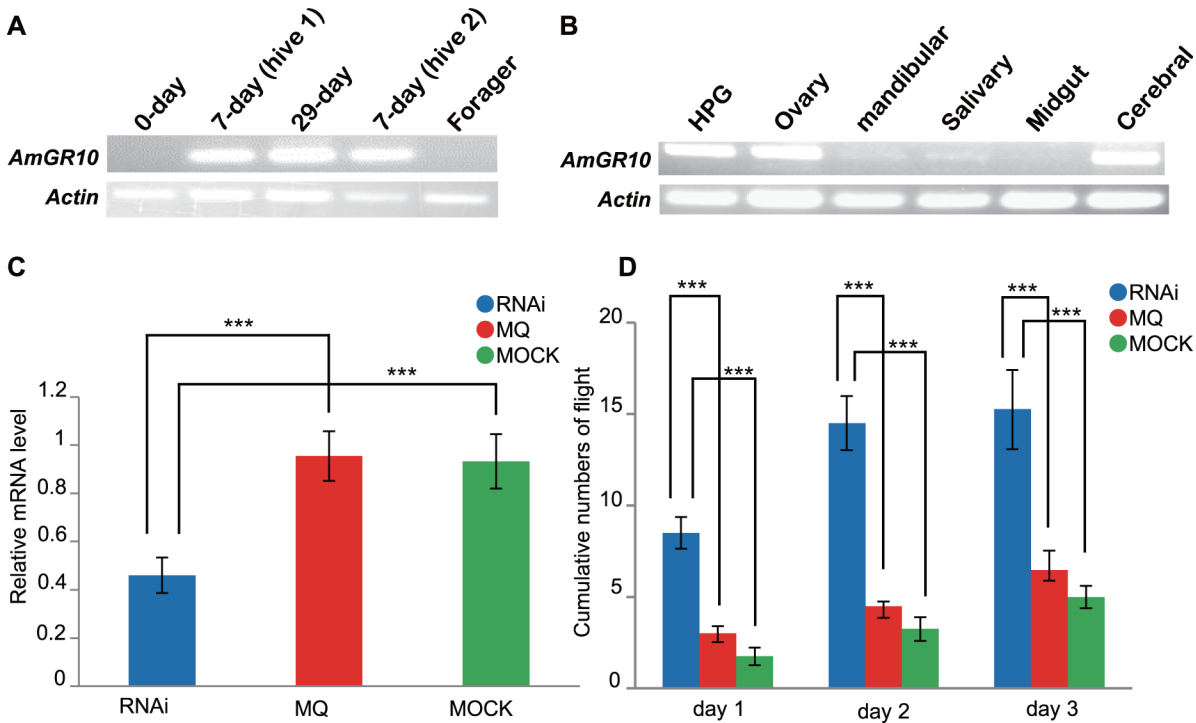 A
0-day
7-day (hive 1)
29-day
7-day (hive 2)
Forager
AmGR10
Actin
B
HPG
Ovary
mandibular
Salivary
Midgut
Cerebral
AmGR10
Actin
C
RNAi
MQ
MOCK
***
***
Relative mRNA level
1.2
1
0.8
0.6
0.4
0.2
0
RNAi
MQ
MOCK
D
RNAi
MQ
MOCK
***
***
***
***
***
***
Cumulative numbers of flight
20
15
10
5
0
day 1
day 2
day 3